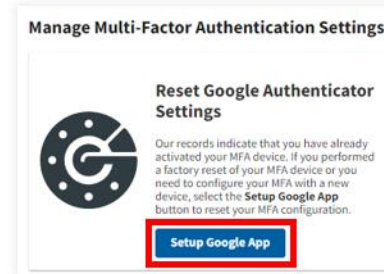 Manage Multi-Factor Authentication Settings
Reset Google Authenticator
Settings
Our records indicate that you have already
activated your MFA device. If you performed
a factory reset of your MFA device or you
need to configure your MFA with a new
device, select the Setup Google App
button to reset your MFA configuration.
Setup Google App